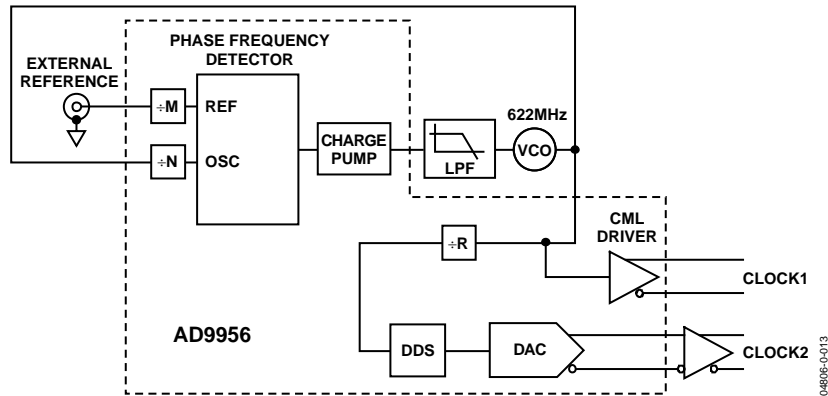 PHASE FREQUENCY
DETECTOR
EXTERNAL
REFERENCE
÷M
REF
622MHz
CHARGE
PUMP
VCO
÷N
OSC
LPF
CML
DRIVER
÷R
CLOCK1
AD9956
DDS
DAC
CLOCK2
04806-0-013